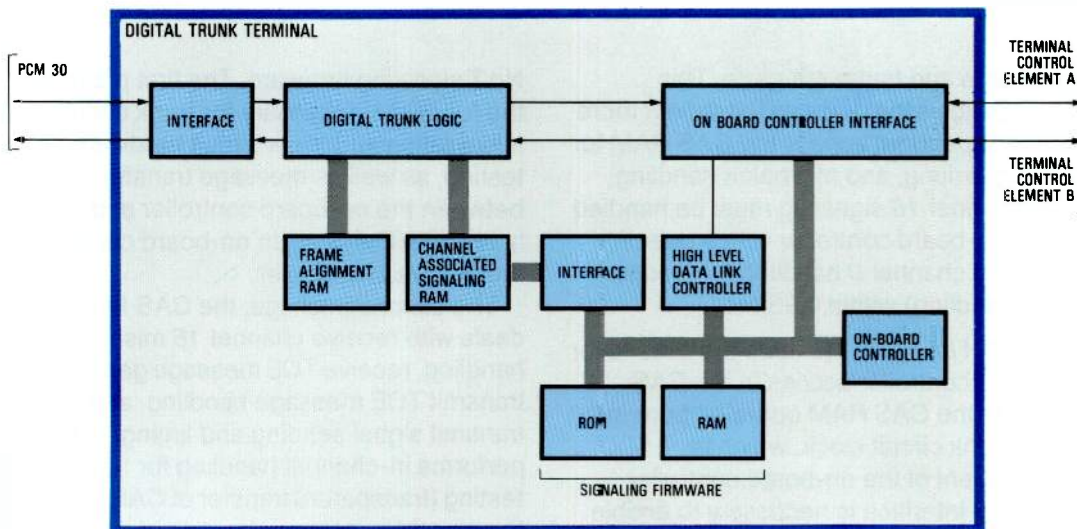 DIGITAL TRUNK TERMINAL
PCM 30
INTERFACE
DIGITAL TRUNK LOGIC
ON BOARD CONTROLLER INTERFACE
TERMINAL
CONTROL
ELEMENT A
TERMINAL
CONTROL
ELEMENT B
FRAME
ALIGNMENT
RAM
CHANNEL
ASSOCIATED
SIGNALING
RAM
INTERFACE
HIGH LEVEL
DATA LINK
CONTROLLER
ON-BOARD
CONTROLLER
ROM
RAM
SIGNALING FIRMWARE